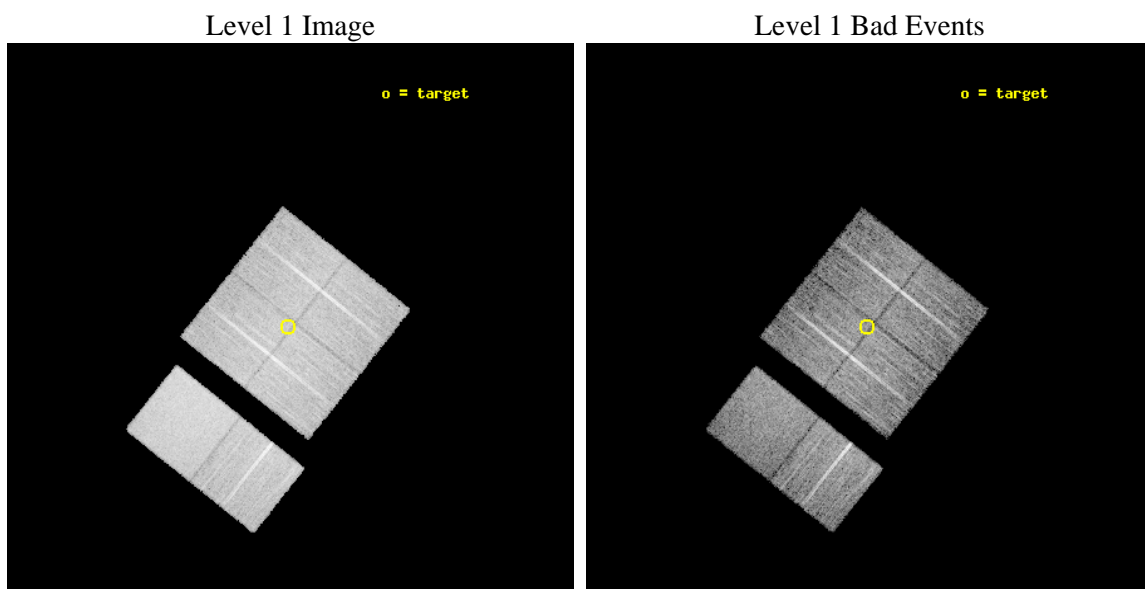 Level 1 Image
Level 1 Bad Events
o = target
o = target